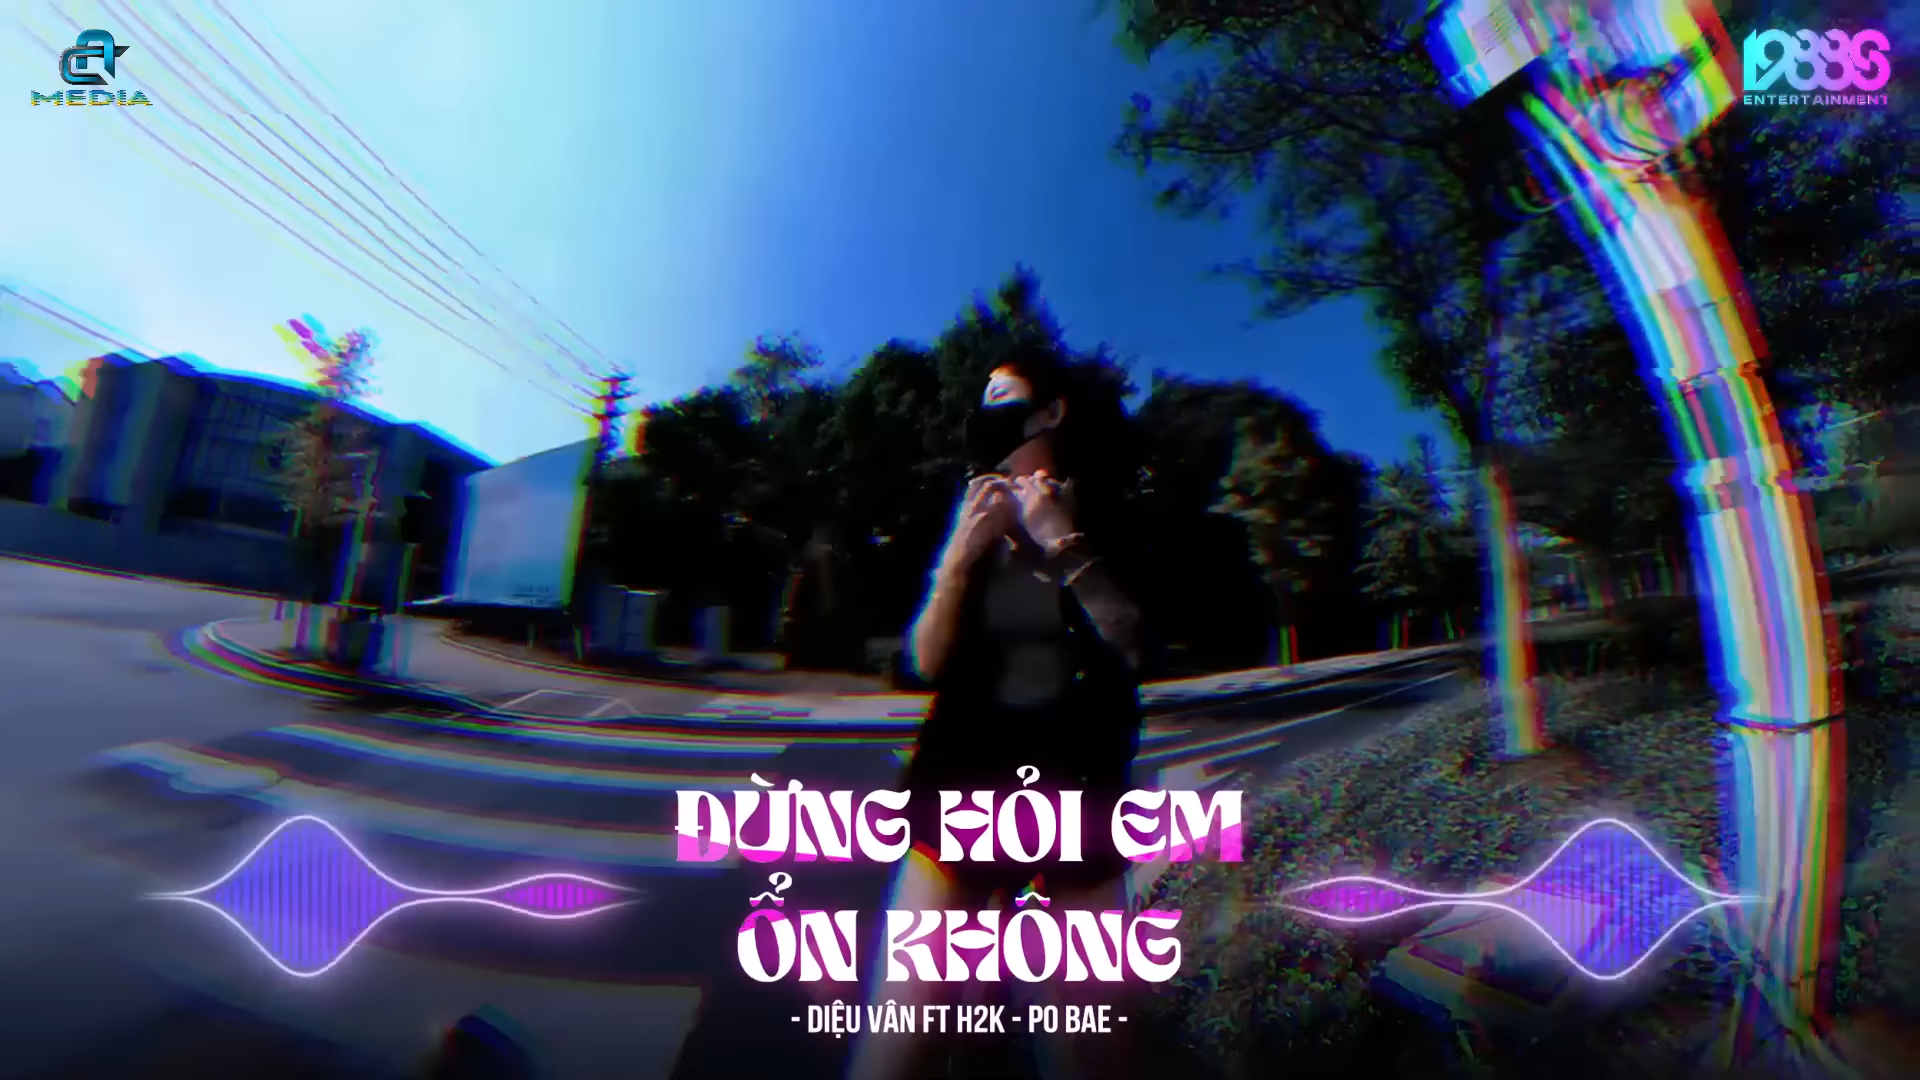 MEDIA
1988S
ENTERTAINMENT
ĐỪNG HỎI EM
ỔN KHÔNG
- DIỆU VÂN FT H2K - PO BAE -